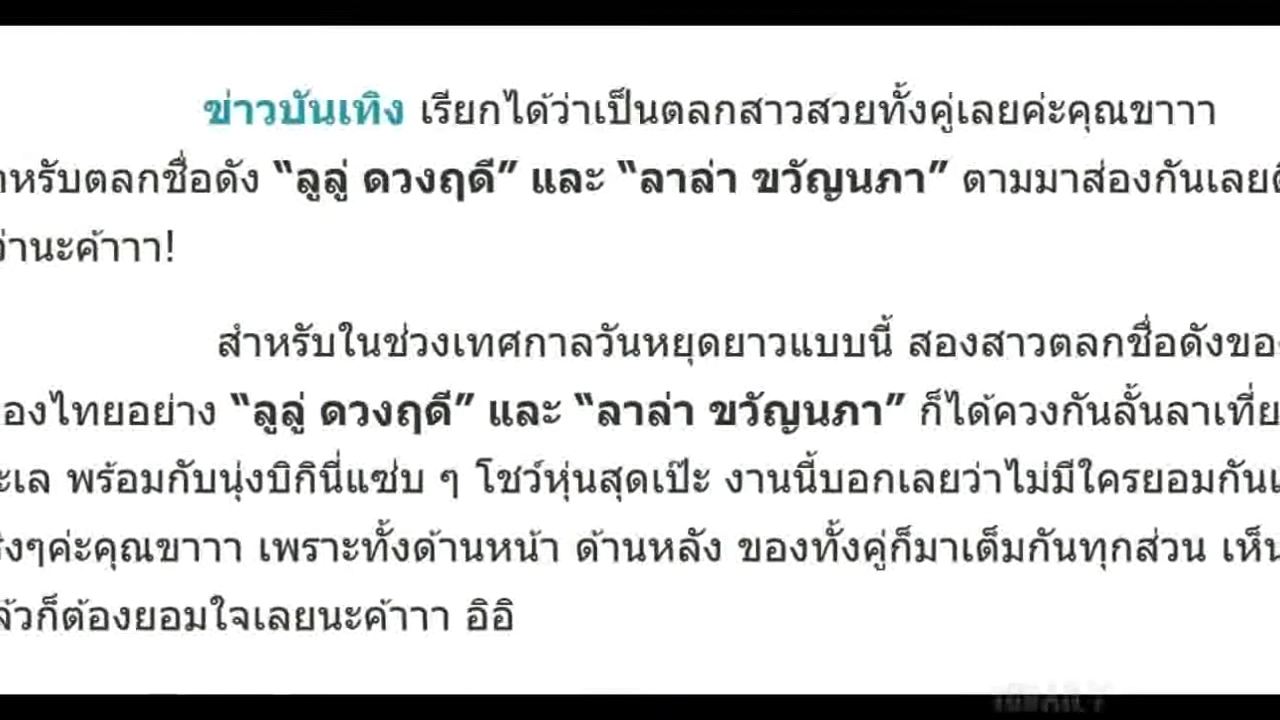 ข่าวบันเทิง เรียกได้ว่าเป็นตลกสาวสวยทั้งคู่เลยค่ะคุณขาาา
หรับตลกชื่อดัง “ลูลู่ ดวงฤดี” และ “ลาล่า ขวัญนภา” ตามมาส่องกันเลย
ว่านะค้าาา!
สำหรับในช่วงเทศกาลวันหยุดยาวแบบนี้ สองสาวตลกชื่อดังขอ
องไทยอย่าง “ลูลู่ ดวงฤดี” และ “ลาล่า ขวัญนภา” ก็ได้ควงกันลั้นลาเที่ย
ะเล พร้อมกับนุ่งบิกินี่แซ่บ ๆ โชว์หุ่นสุดเป๊ะ งานนี้บอกเลยว่าไม่มีใครยอมกัน
ิงๆค่ะคุณขาาา เพราะทั้งด้านหน้า ด้านหลัง ของทั้งคู่ก็มาเต็มกันทุกส่วน เห็น
ล้วก็ต้องยอมใจเลยนะค้าาา อิอิ